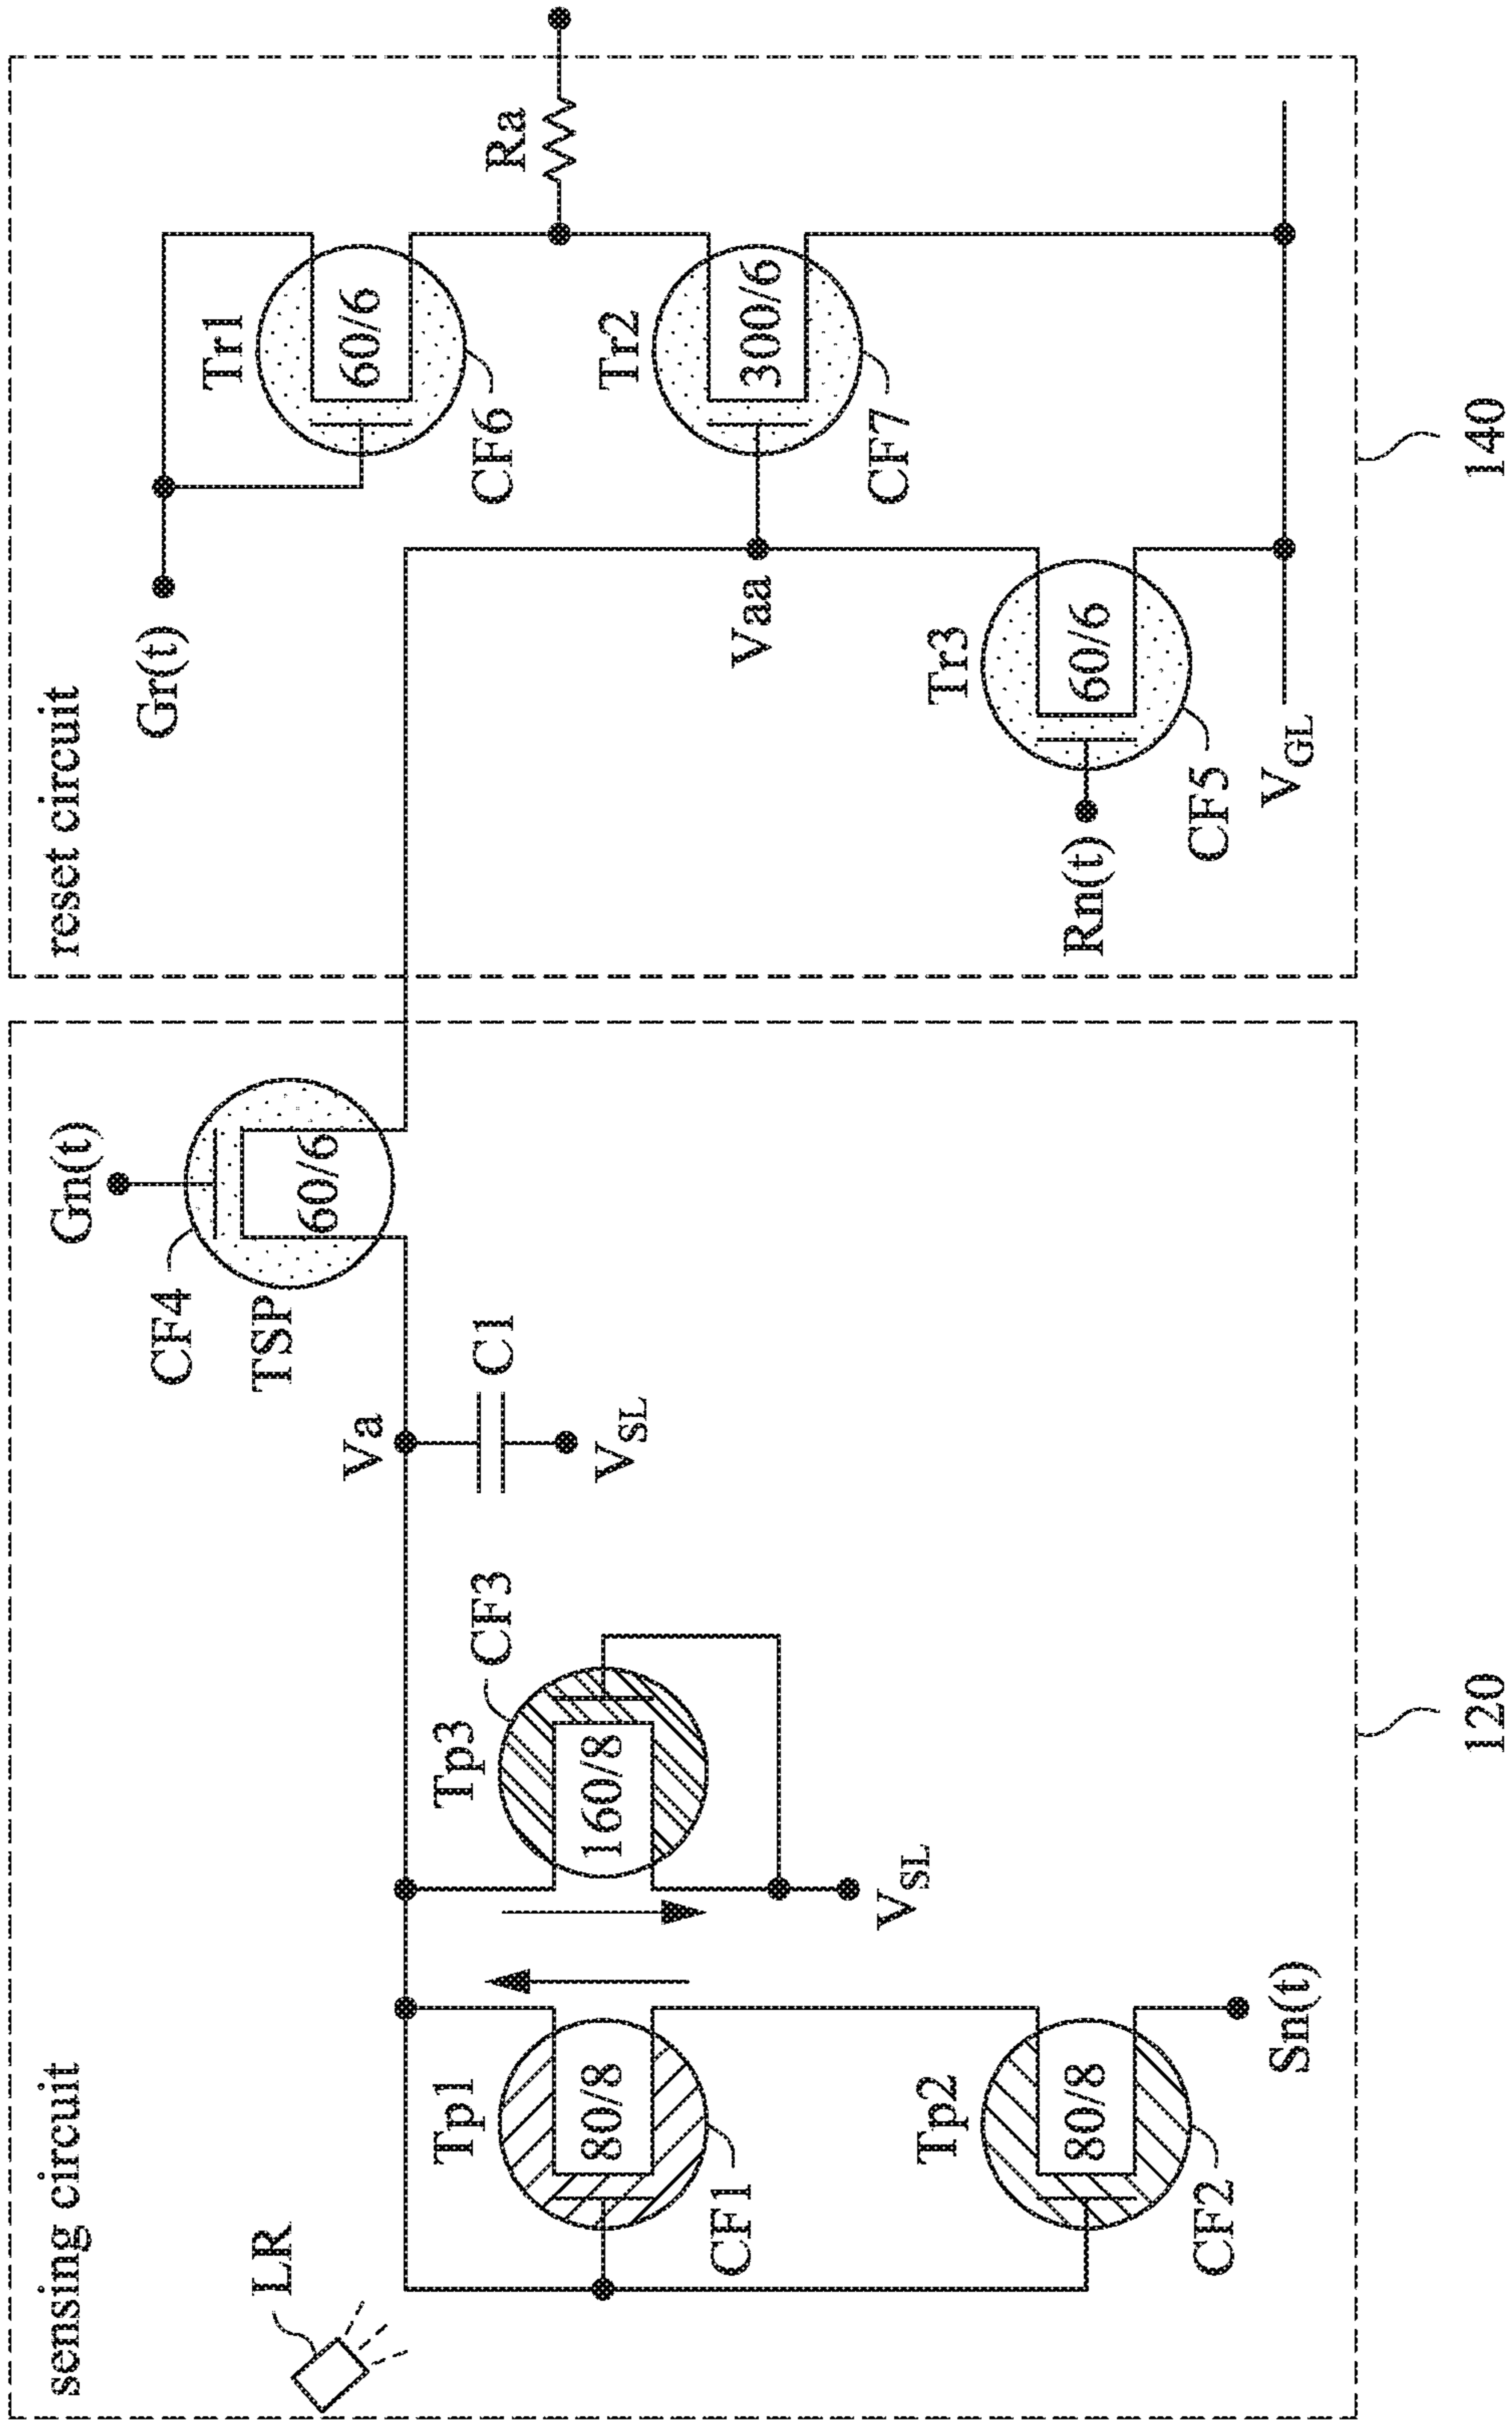 sensing circuit
LR
Tp1
80/8
CF1
Tp2
80/8
CF2
Sn(t)
Tp3
160/8
CF3
VSL
Va
C1
VSL
Gn(t)
CF4
TSP
60/6
120
reset circuit
Gr(t)
Tr1
60/6
CF6
Ra
Tr2
300/6
CF7
Vaa
Tr3
60/6
CF5
Rn(t)
VGL
140